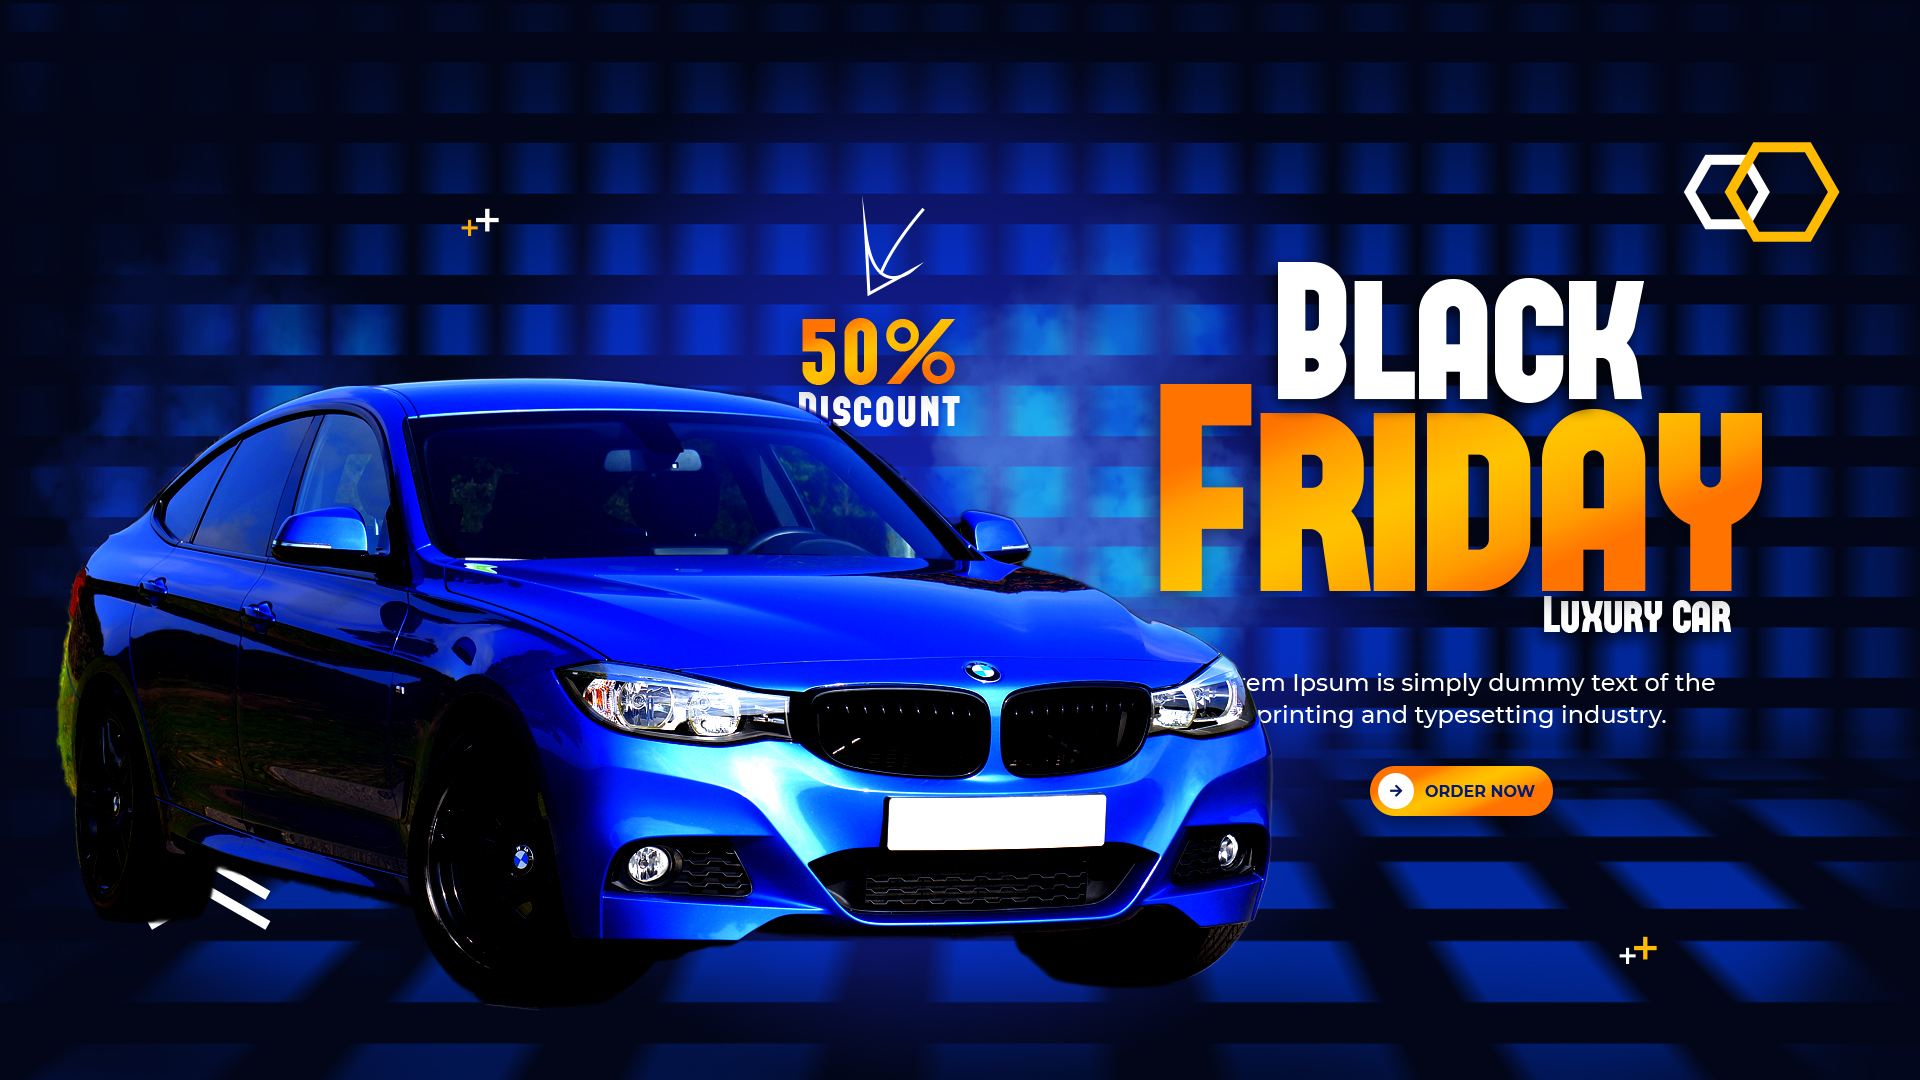 50%
Discount
Black
Friday
Luxury car
em Ipsum is simply dummy text of the
printing and typesetting industry.
ORDER NOW